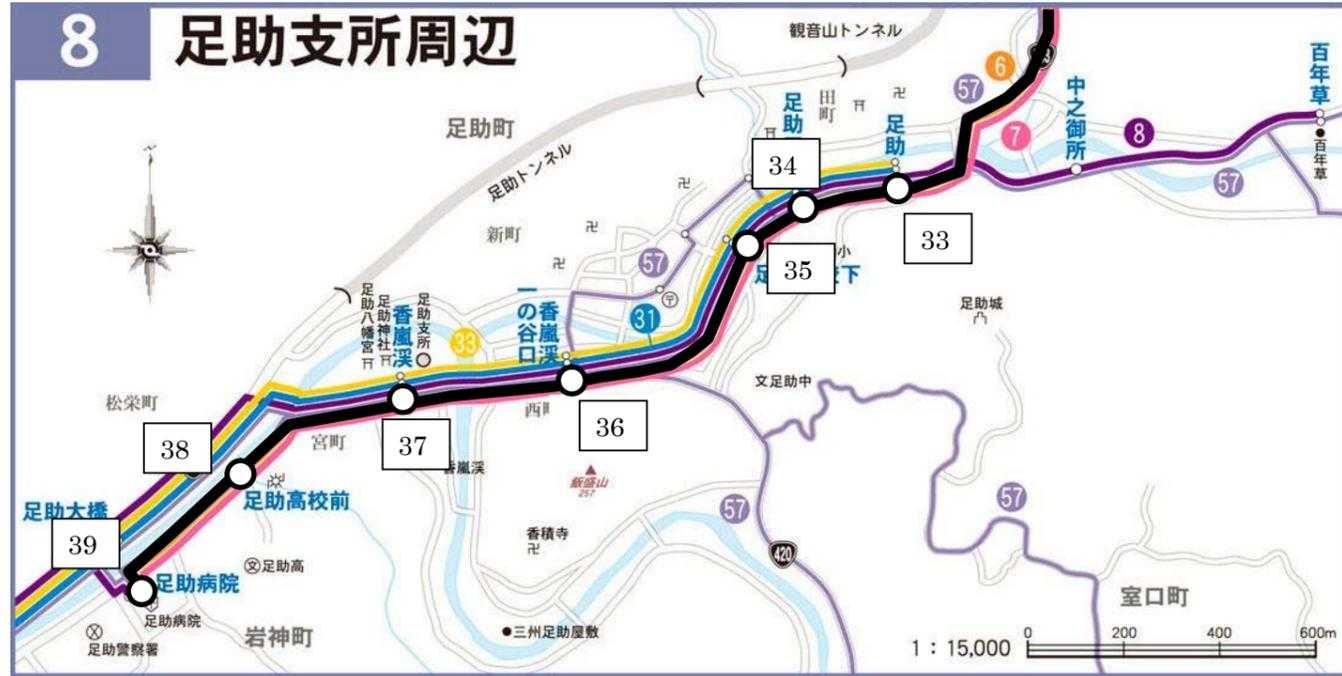 8
足助支所周辺
観音山トンネル
6
57
足助
田町
足助
中之御所
百年草
足助町
7
8
百年草
足助トンネル
34
57
新町
33
小
35
57
足助城
足助八幡宮
足助神社
香嵐渓
足助支所
33
一の谷口
香嵐渓
31
文足助中
松栄町
38
宮町
37
西町
36
香嵐渓
飯盛山
257
57
57
足助大橋
足助高校前
39
香積寺
420
文足助高
足助病院
室口町
足助病院
岩神町
三州足助屋敷
足助警察署
1：15,000
0 200 400 600m